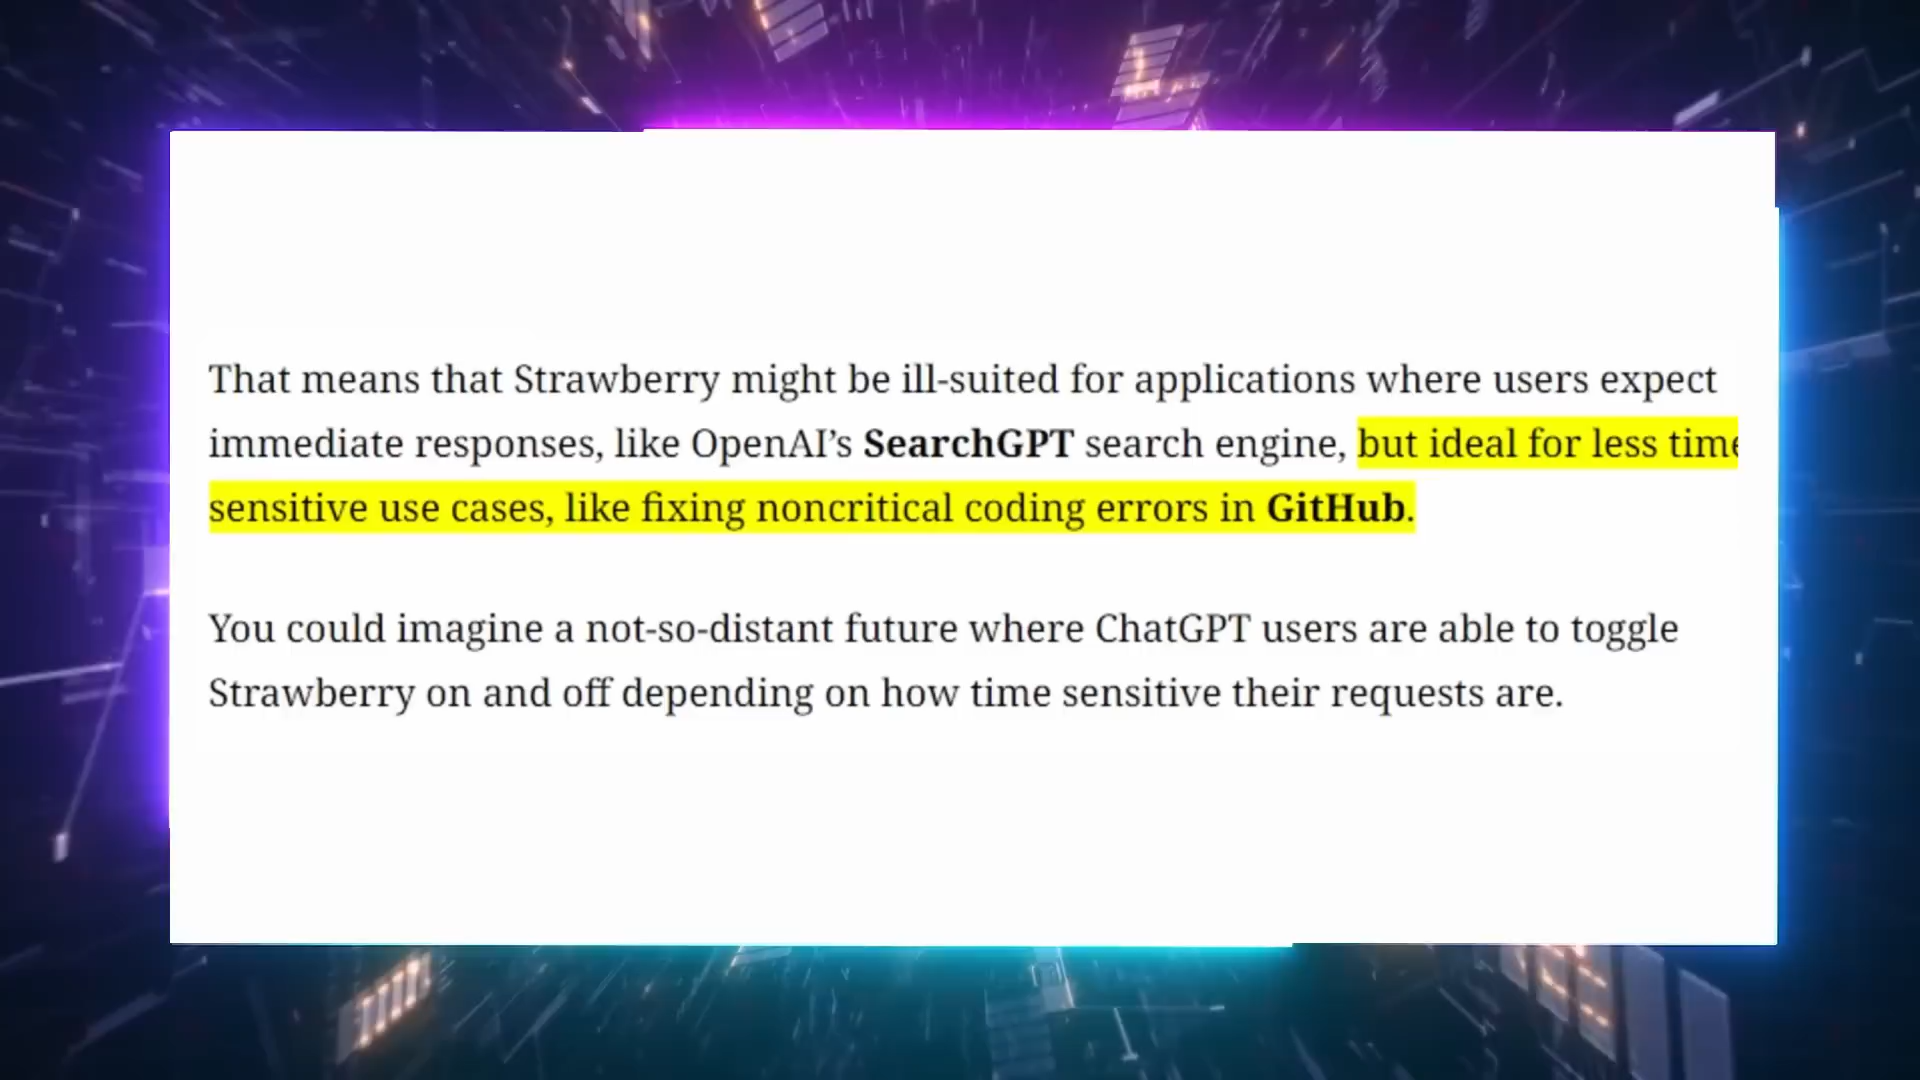 That means that Strawberry might be ill-suited for applications where users expect
immediate responses, like OpenAI’s SearchGPT search engine, but ideal for less time
sensitive use cases, like fixing noncritical coding errors in GitHub.
You could imagine a not-so-distant future where ChatGPT users are able to toggle
Strawberry on and off depending on how time sensitive their requests are.